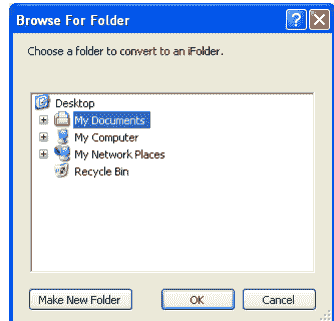 Browse For Folder
Choose a folder to convert to an iFolder.
Desktop
My Documents
My Computer
My Network Places
Recycle Bin
Make New Folder OK Cancel